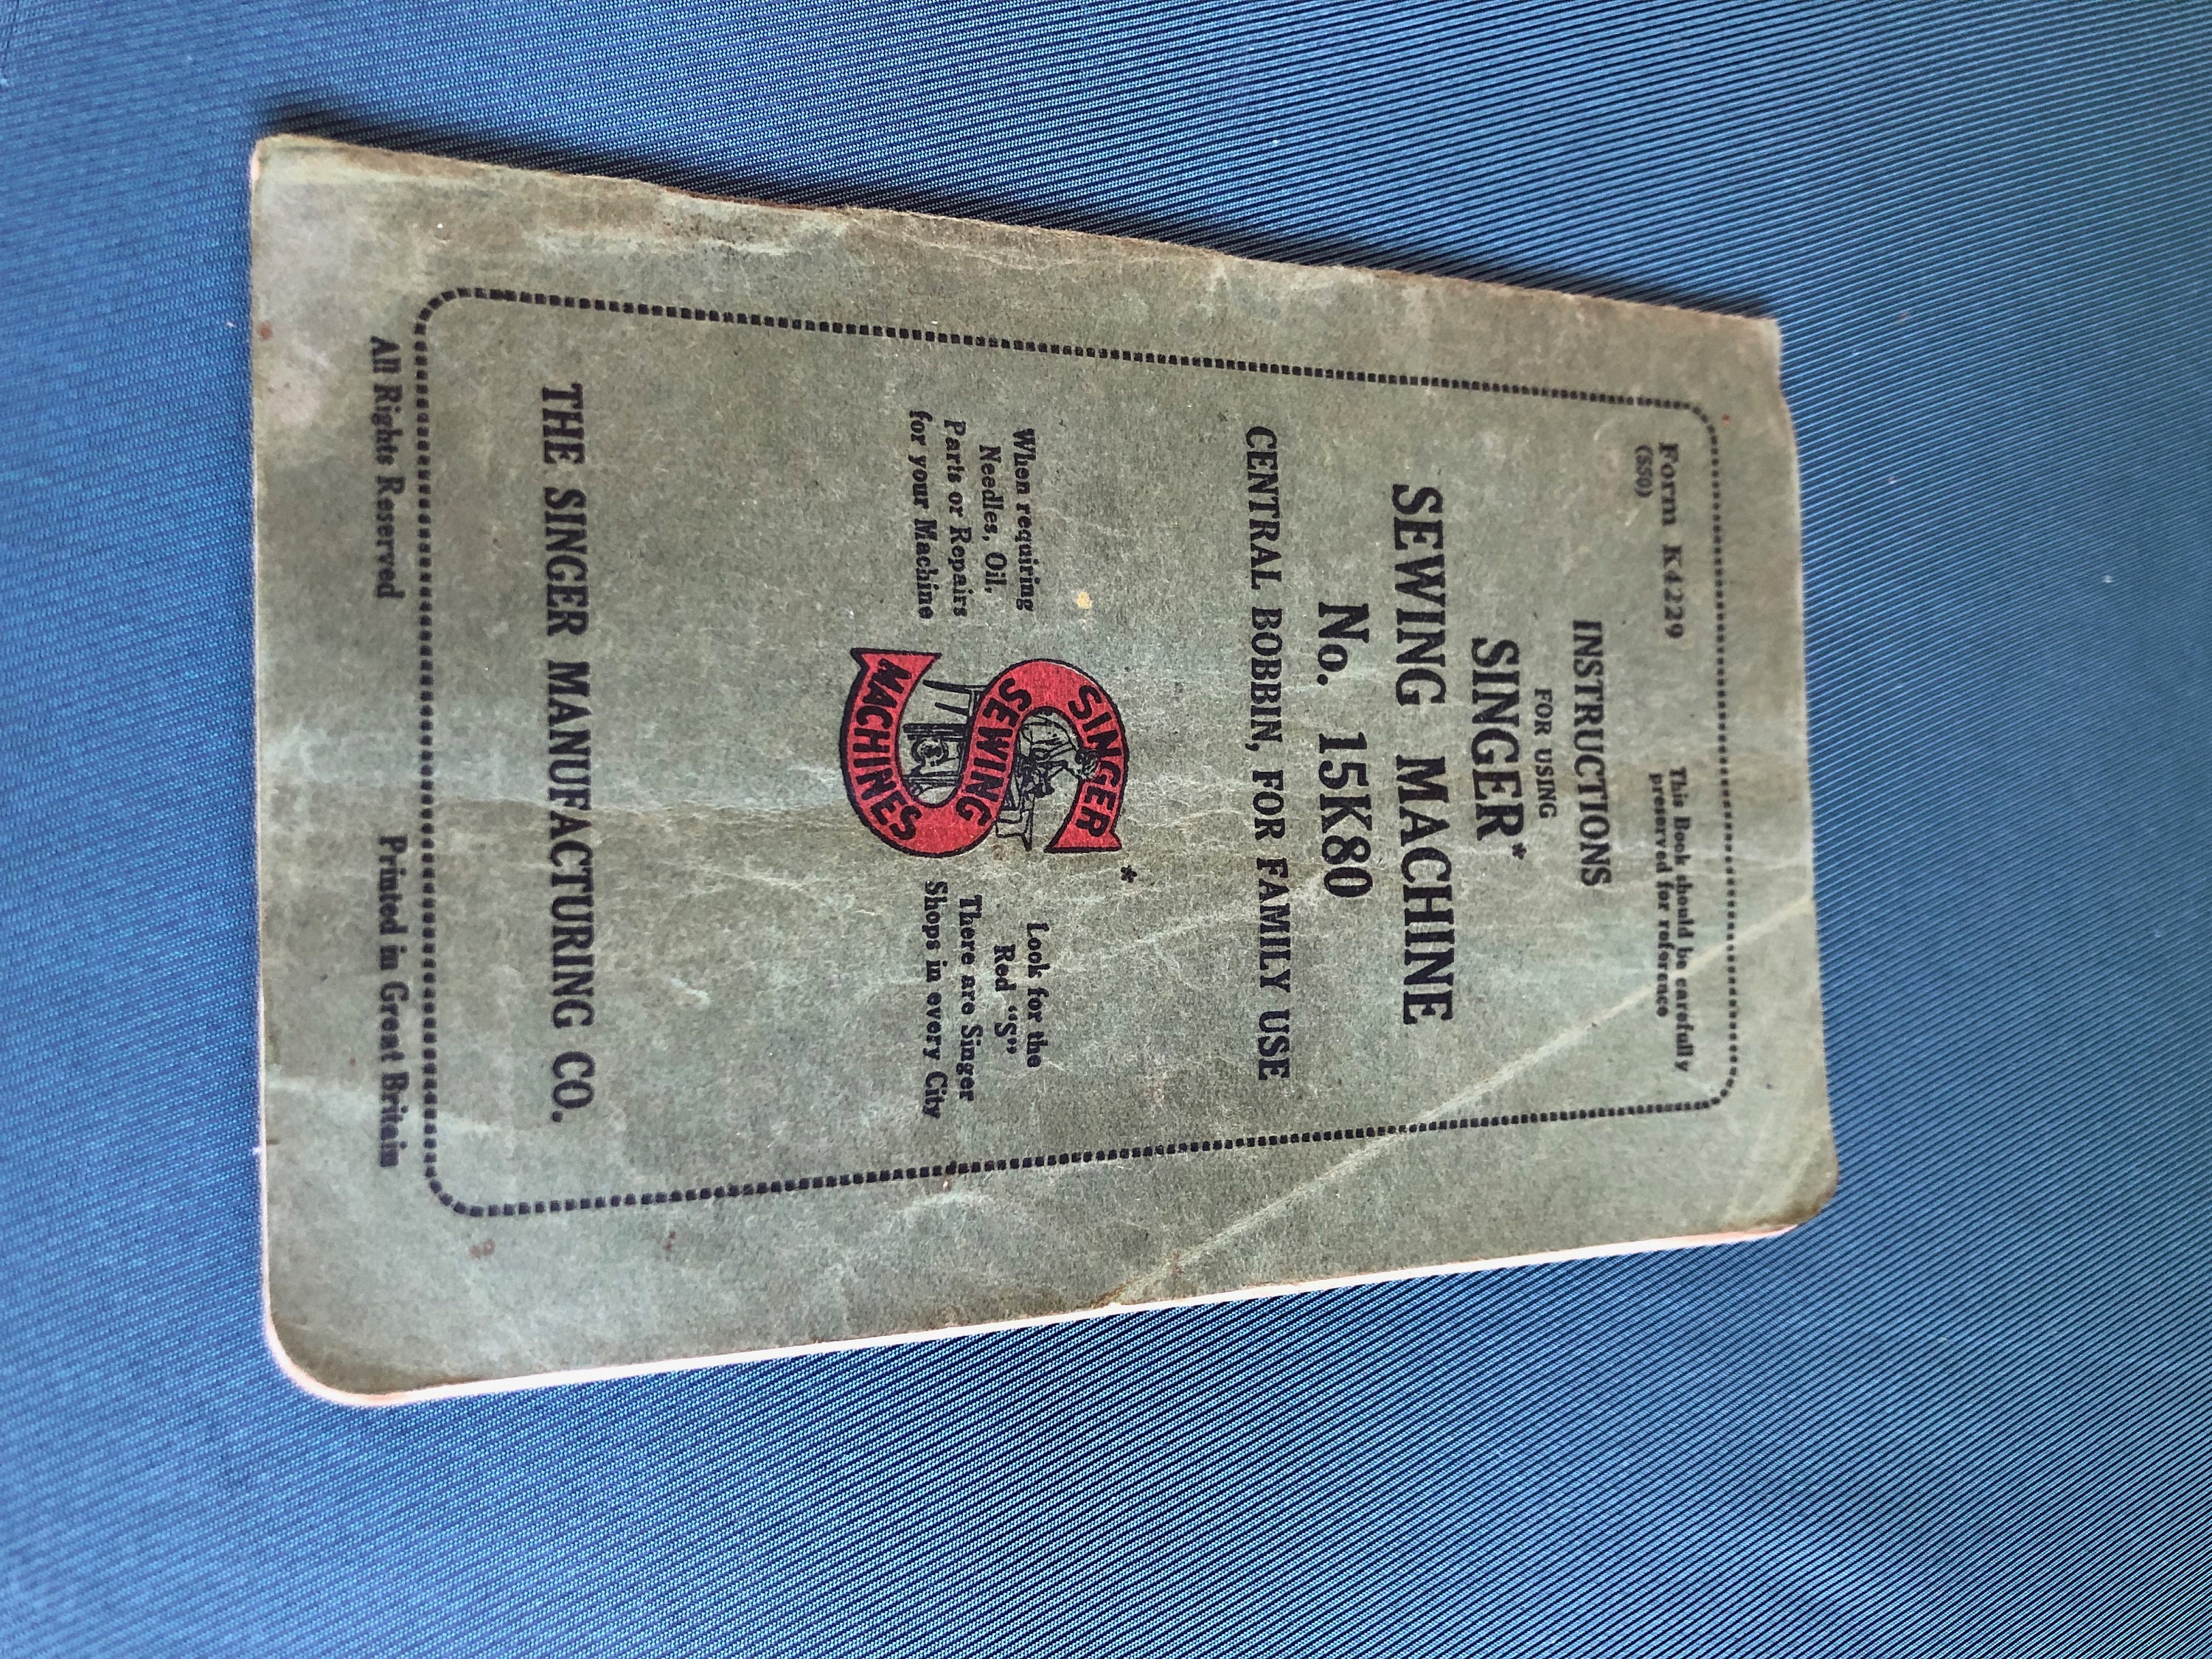 Form K4229
(550)
This Book should be carefully
preserved for reference
INSTRUCTIONS
FOR USING
SINGER*
SEWING MACHINE
No. 15K80
CENTRAL BOBBIN, FOR FAMILY USE
When requiring
Needles, Oil,
Parts or Repairs
for your Machine
*
SINGER
SEWING
MACHINES
Look for the
Red "S"
There are Singer
Shops in every City
THE SINGER MANUFACTURING CO.
All Rights Reserved
Printed in Great Britain